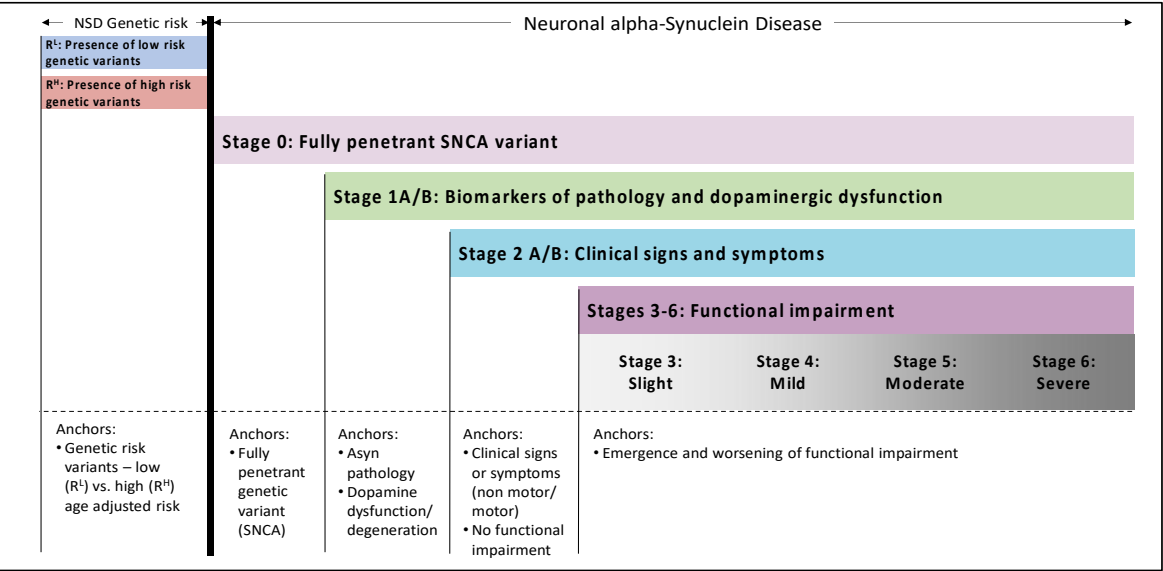 NSD Genetic risk
Neuronal alpha-Synuclein Disease
Rᴸ: Presence of low risk
genetic variants
Rᴴ: Presence of high risk
genetic variants
Stage 0: Fully penetrant SNCA variant
Stage 1A/B: Biomarkers of pathology and dopaminergic dysfunction
Stage 2 A/B: Clinical signs and symptoms
Stages 3-6: Functional impairment
Stage 3:
Slight
Stage 4:
Mild
Stage 5:
Moderate
Stage 6:
Severe
Anchors:
• Genetic risk
variants – low
(Rᴸ) vs. high (Rᴴ)
age adjusted risk
Anchors:
• Fully
penetrant
genetic
variant
(SNCA)
Anchors:
• Asyn
pathology
• Dopamine
dysfunction/
degeneration
Anchors:
• Clinical signs
or symptoms
(non motor/
motor)
• No functional
impairment
Anchors:
• Emergence and worsening of functional impairment